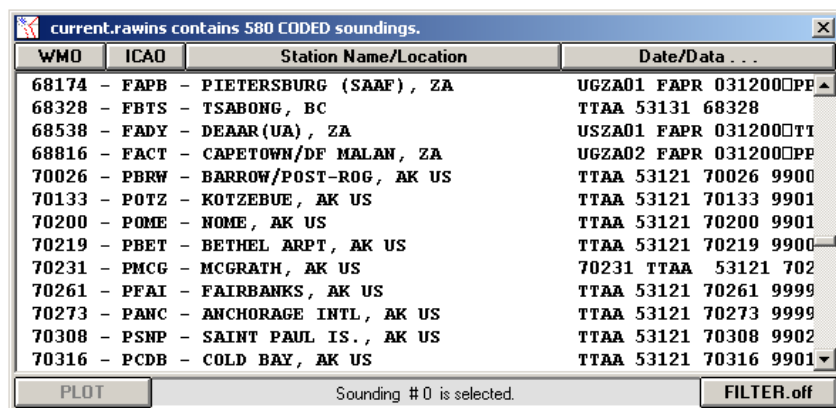 current.rawins contains 580 CODED soundings.
WMO ICAO Station Name/Location Date/Data . . .
68174 - FAPB - PIETERSBURG (SAAF), ZA UGZA01 FAPR 031200□PP
68328 - FBTS - TSABONG, BC TTAA 53131 68328
68538 - FADY - DEAAR(UA), ZA USZA01 FAPR 031200□TT
68816 - FACT - CAPETOWN/DF MALAN, ZA UGZA02 FAPR 031200□PP
70026 - PBRW - BARROW/POST-ROG, AK US TTAA 53121 70026 9900
70133 - POTZ - KOTZEBUE, AK US TTAA 53121 70133 9901
70200 - POME - NOME, AK US TTAA 53121 70200 9901
70219 - PBET - BETHEL ARPT, AK US TTAA 53121 70219 9900
70231 - PMCG - MCGRATH, AK US 70231 TTAA 53121 702
70261 - PFAI - FAIRBANKS, AK US TTAA 53121 70261 9999
70273 - PANC - ANCHORAGE INTL, AK US TTAA 53121 70273 9999
70308 - PSNP - SAINT PAUL IS., AK US TTAA 53121 70308 9902
70316 - PCDB - COLD BAY, AK US TTAA 53121 70316 9901
PLOT Sounding # 0 is selected. FILTER.off